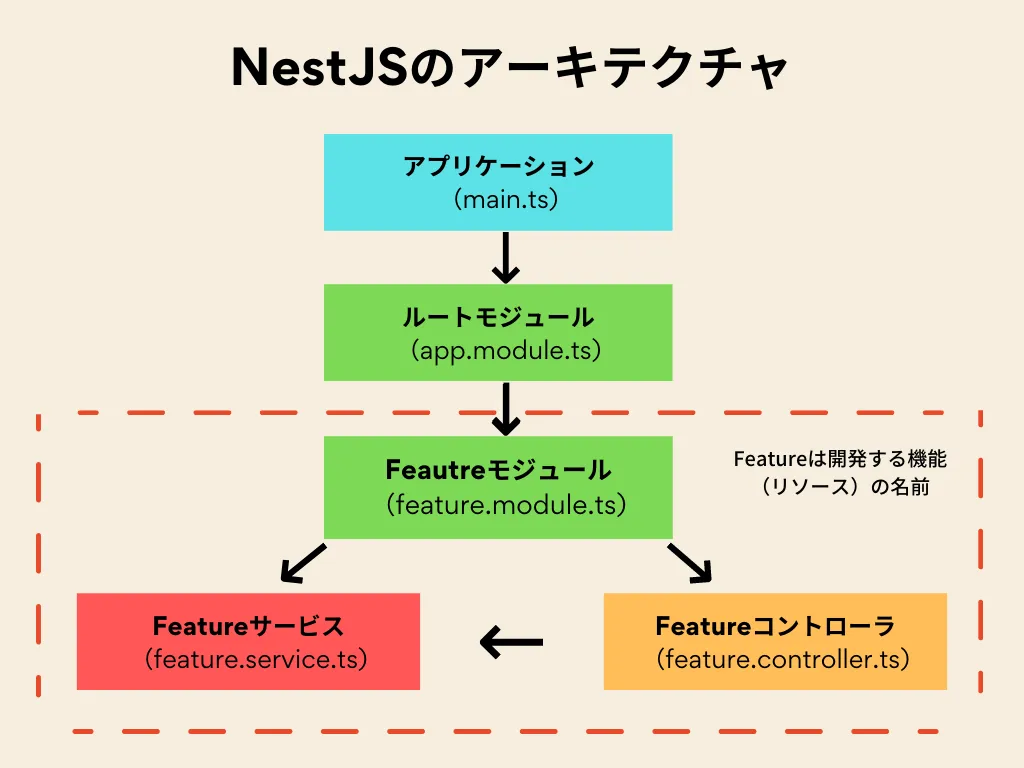 NestJSのアーキテクチャ
アプリケーション
（main.ts）
ルートモジュール
（app.module.ts）
Feautreモジュール
（feature.module.ts）
Featureは開発する機能
（リソース）の名前
Featureサービス
（feature.service.ts）
Featureコントローラ
（feature.controller.ts）